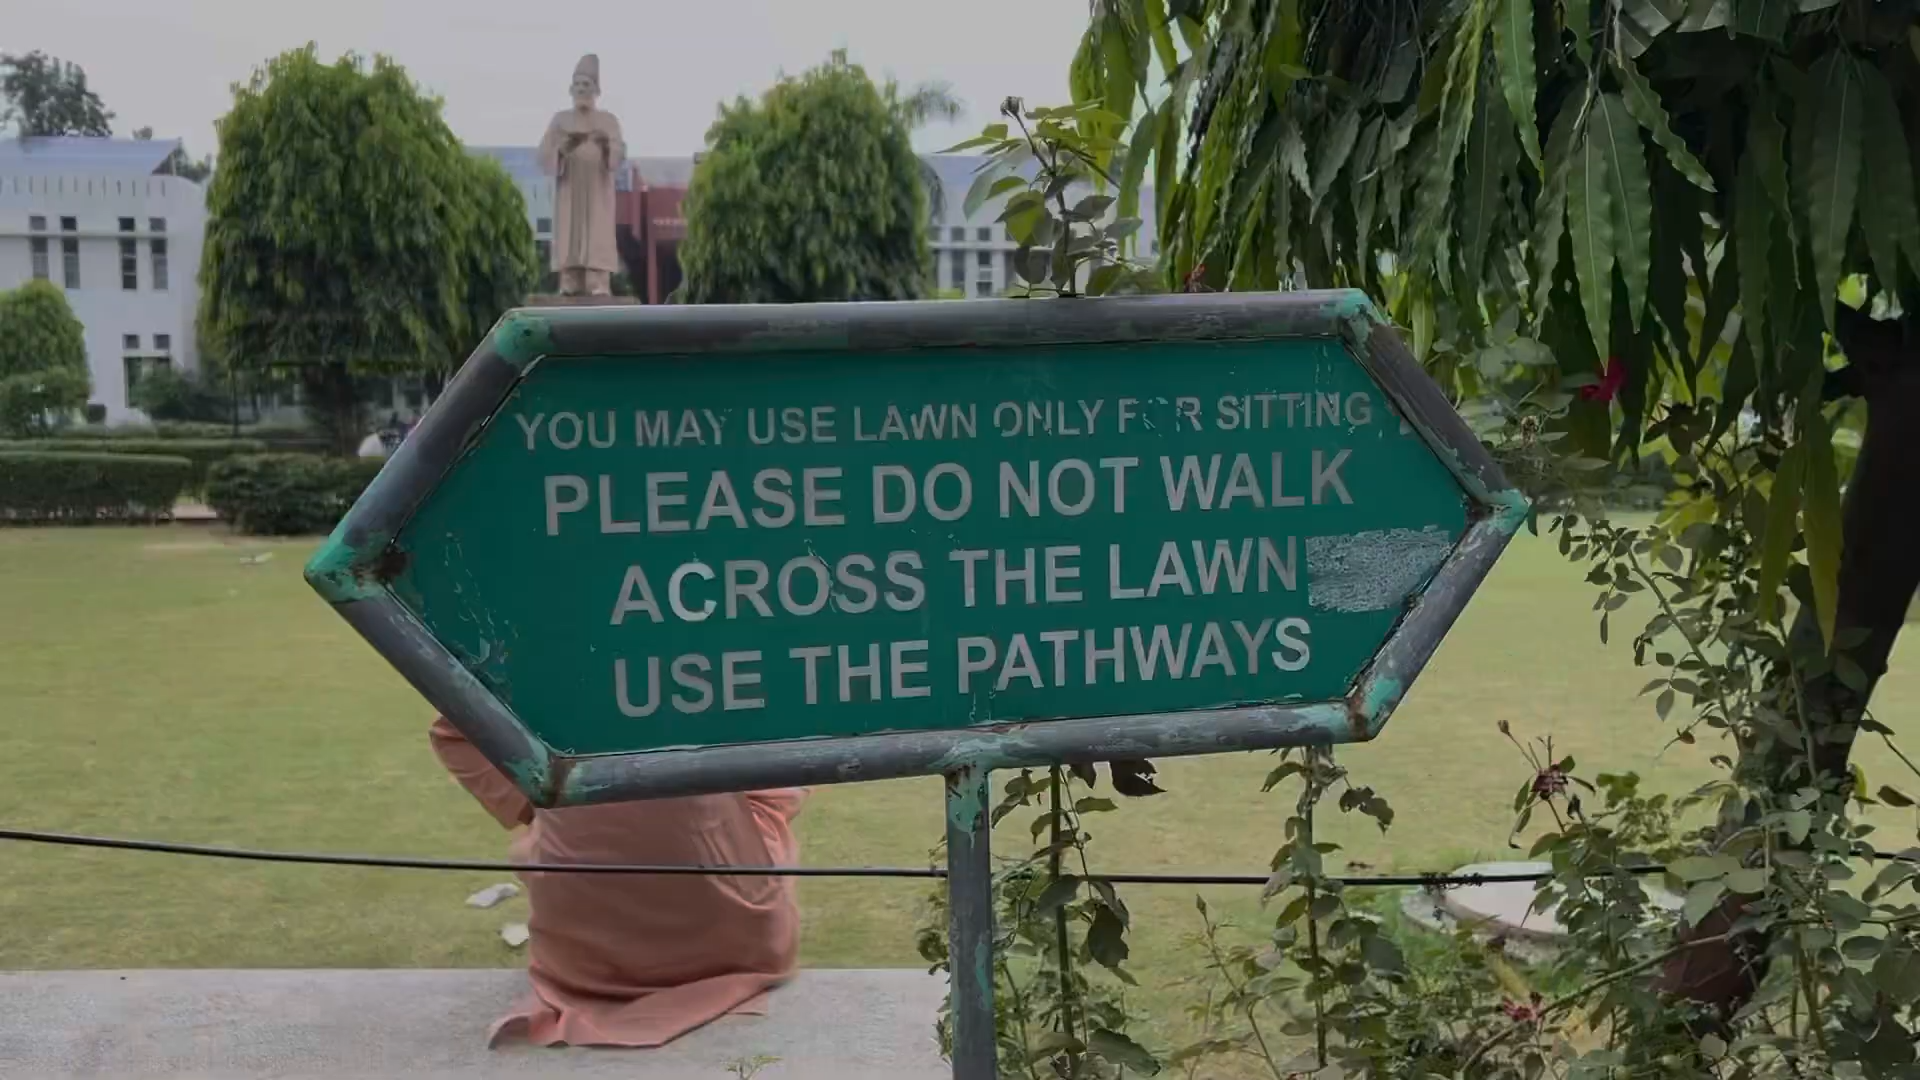 YOU MAY USE LAWN ONLY FOR SITTING
PLEASE DO NOT WALK
ACROSS THE LAWN
USE THE PATHWAYS